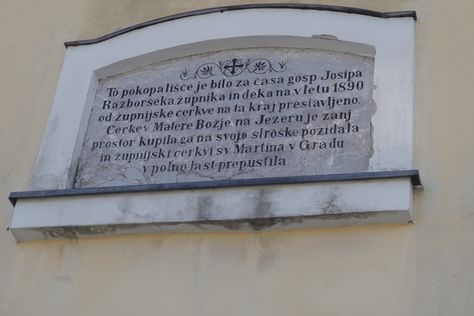 To pokopališče je bilo za časa gosp. Josipa
Razboršeka, župnika in dekana v letu 1890
od župnijske cerkve na ta kraj prestavljeno.
Cerkev Matere Božje na Jezeru je zanj
prostor kupila, ga na svoje stroške pozidala
in župnijski cerkvi sv. Martina v Gradu
v polno last prepustila.